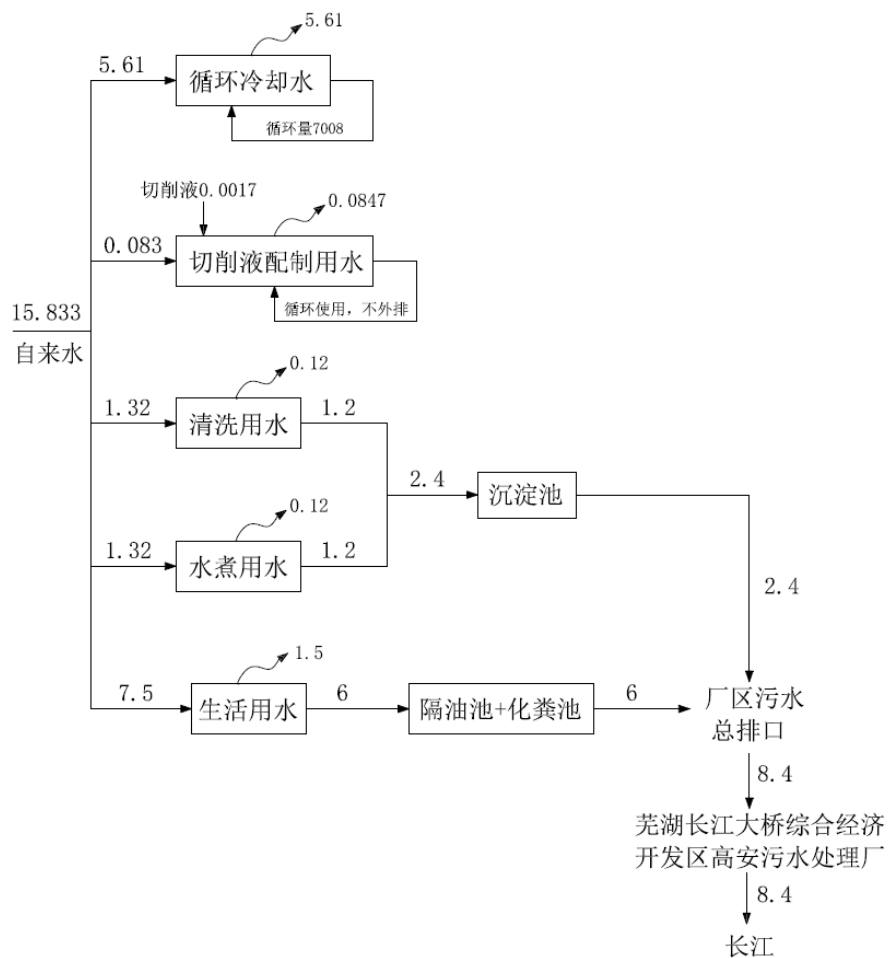 5.61
5.61
循环冷却水
循环量7008
切削液0.0017
0.0847
0.083
切削液配制用水
循环使用，不外排
15.833
自来水
0.12
1.32
清洗用水
1.2
2.4
沉淀池
0.12
1.32
水煮用水
1.2
2.4
1.5
7.5
生活用水
6
隔油池+化粪池
6
厂区污水
总排口
8.4
芜湖长江大桥综合经济
开发区高安污水处理厂
8.4
长江